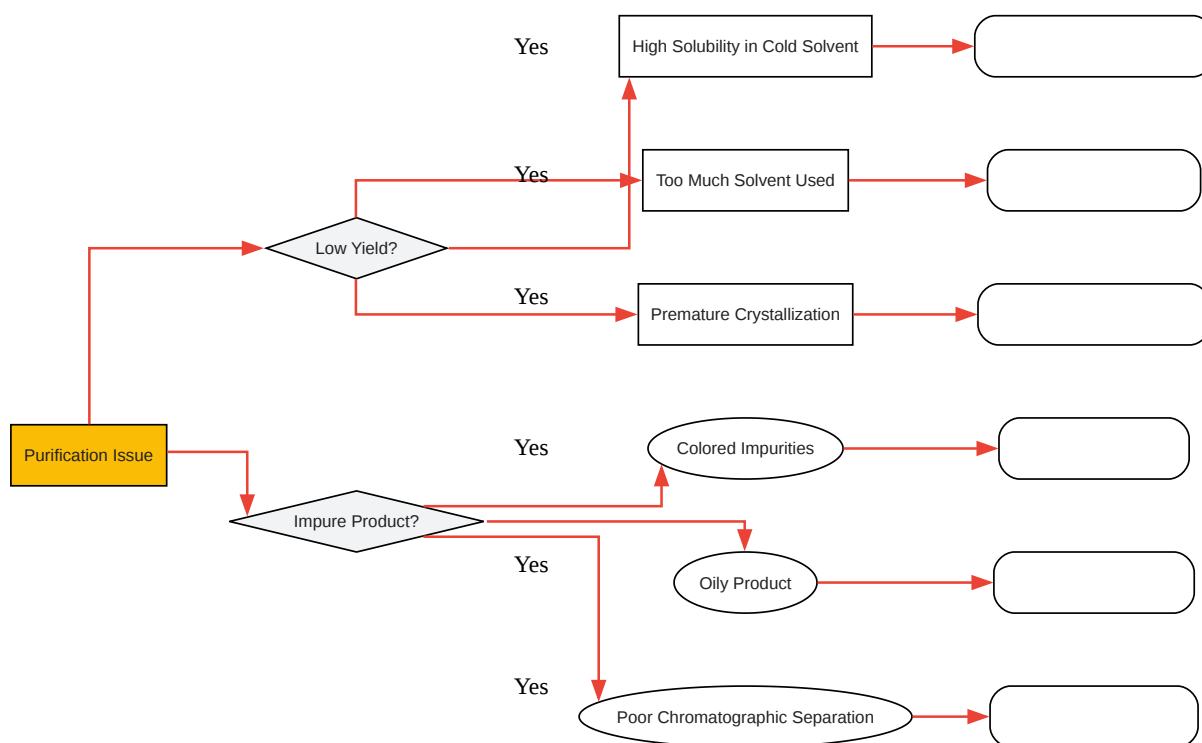 Yes
High Solubility in Cold Solvent
Yes
Too Much Solvent Used
Low Yield?
Yes
Premature Crystallization
Purification Issue
Yes
Colored Impurities
Impure Product?
Yes
Oily Product
Yes
Poor Chromatographic Separation